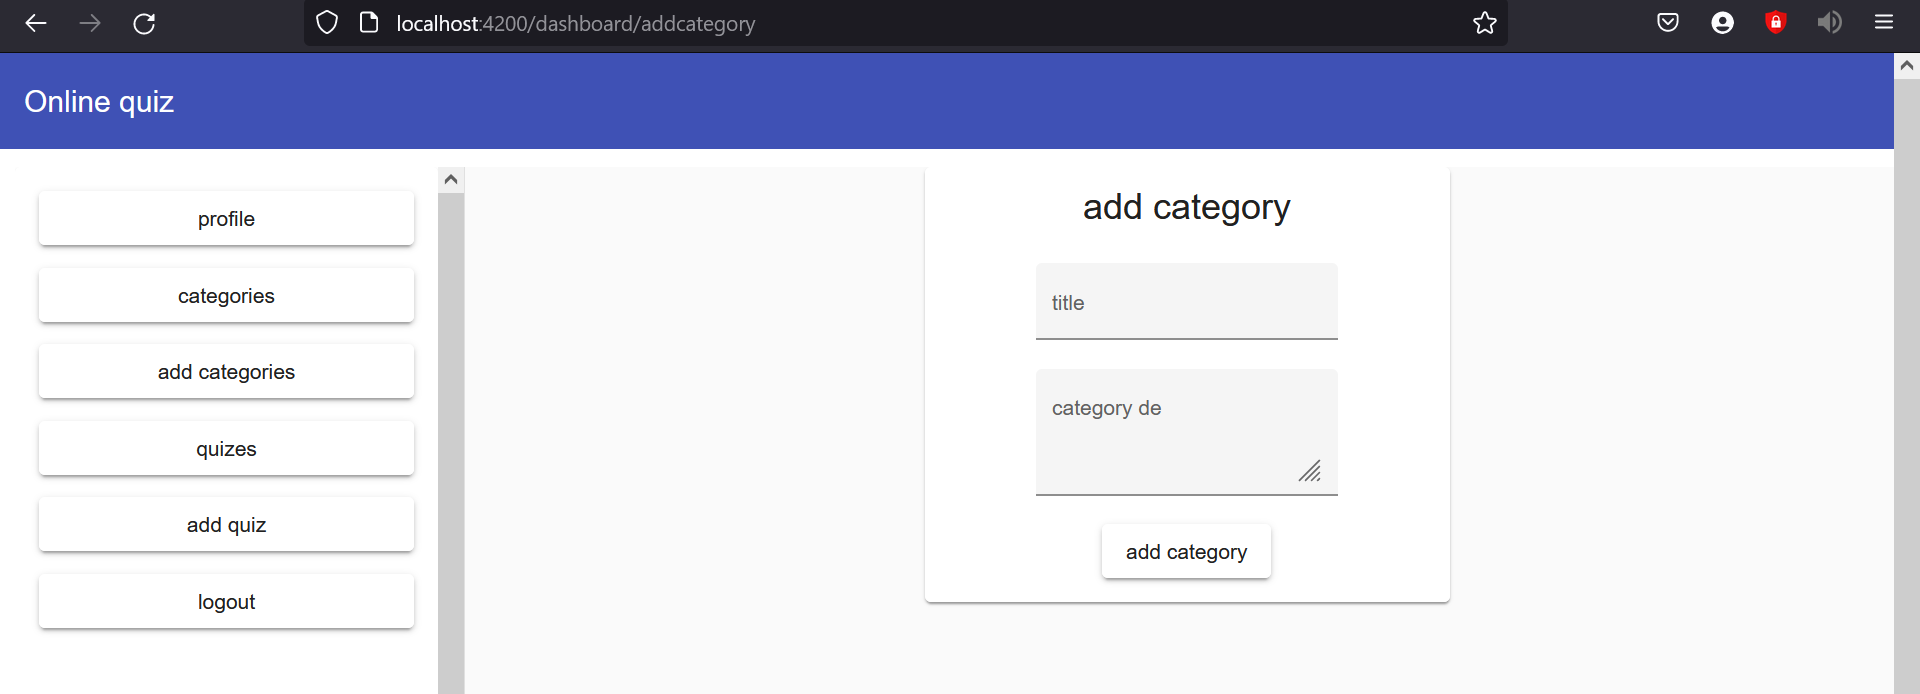 localhost:4200/dashboard/addcategory
Online quiz
profile
categories
add categories
quizes
add quiz
logout
add category
title
category de
add category